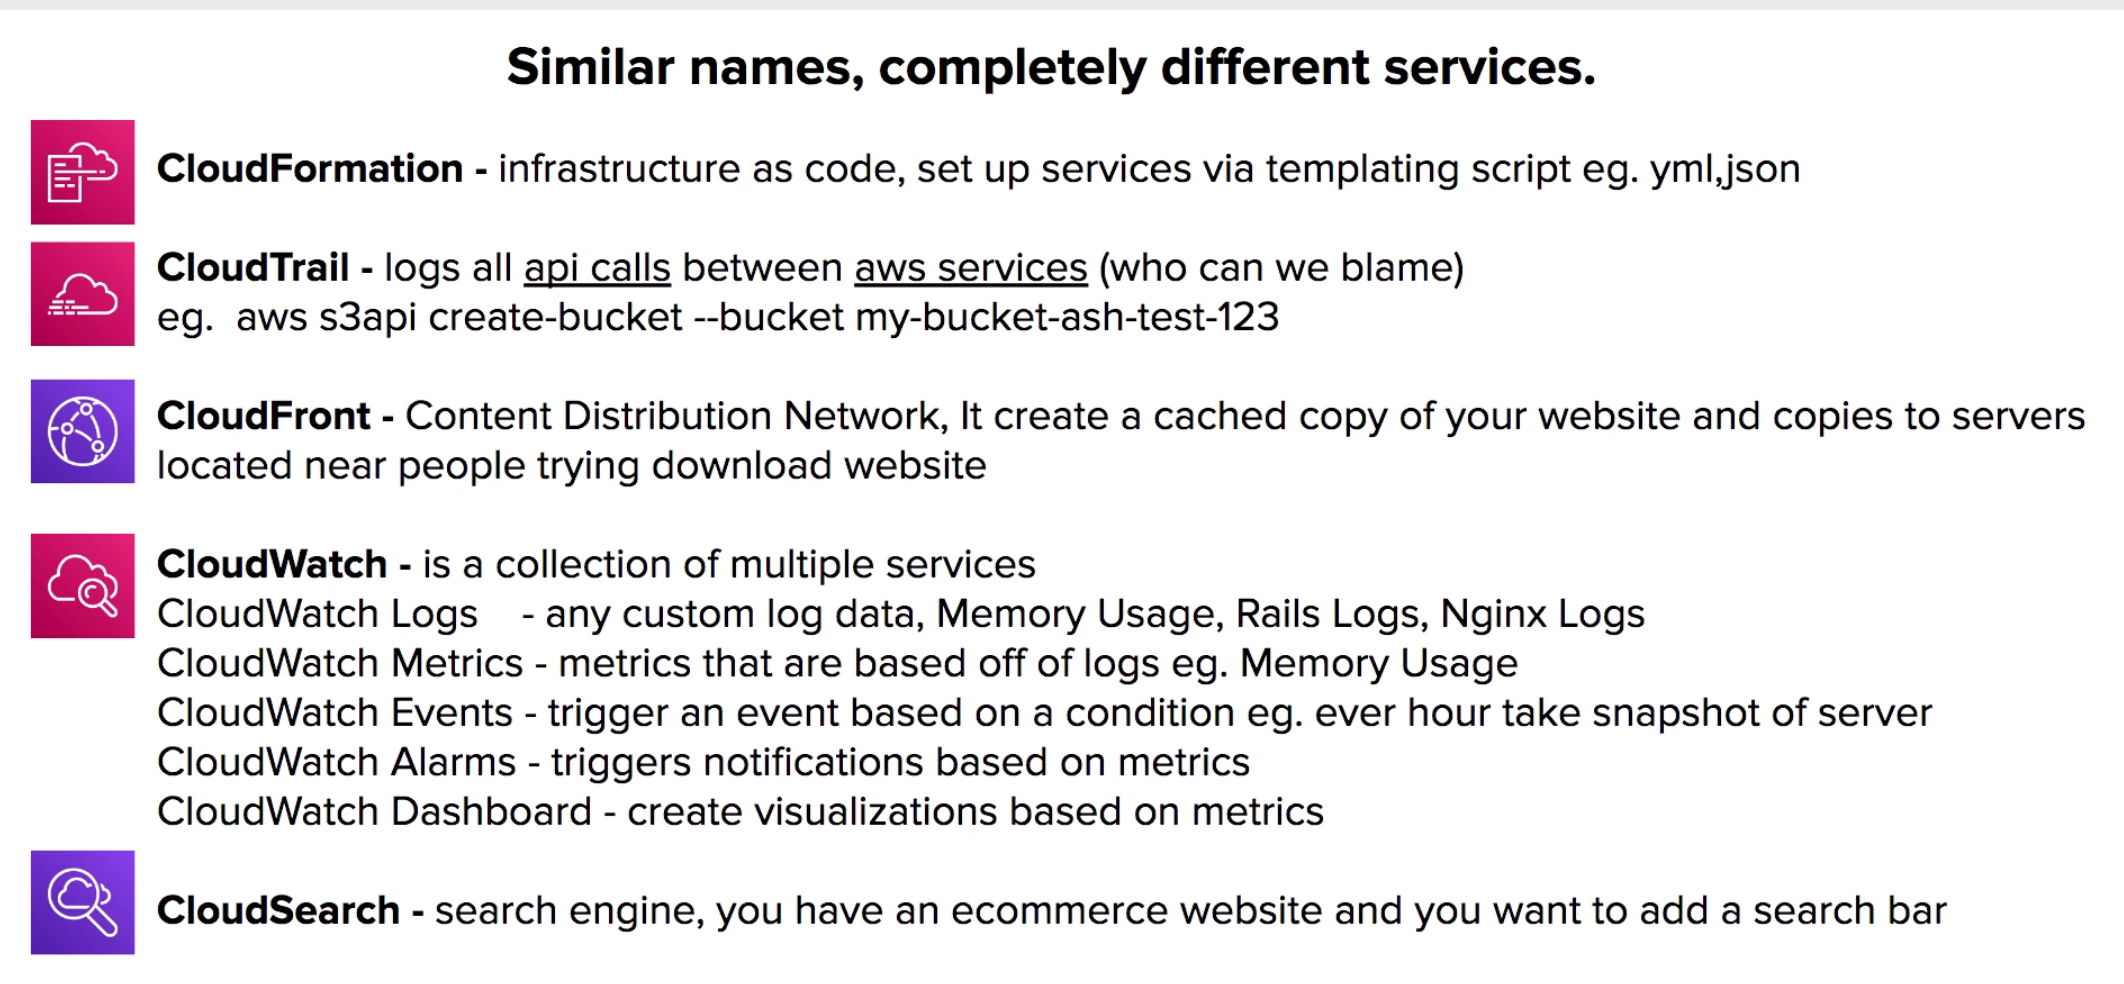 Similar names, completely different services.
CloudFormation - infrastructure as code, set up services via templating script eg. yml,json
CloudTrail - logs all api calls between aws services (who can we blame)
eg.  aws s3api create-bucket --bucket my-bucket-ash-test-123
CloudFront - Content Distribution Network, It create a cached copy of your website and copies to servers
located near people trying download website
CloudWatch - is a collection of multiple services
CloudWatch Logs    - any custom log data, Memory Usage, Rails Logs, Nginx Logs
CloudWatch Metrics - metrics that are based off of logs eg. Memory Usage
CloudWatch Events - trigger an event based on a condition eg. ever hour take snapshot of server
CloudWatch Alarms - triggers notifications based on metrics
CloudWatch Dashboard - create visualizations based on metrics
CloudSearch - search engine, you have an ecommerce website and you want to add a search bar